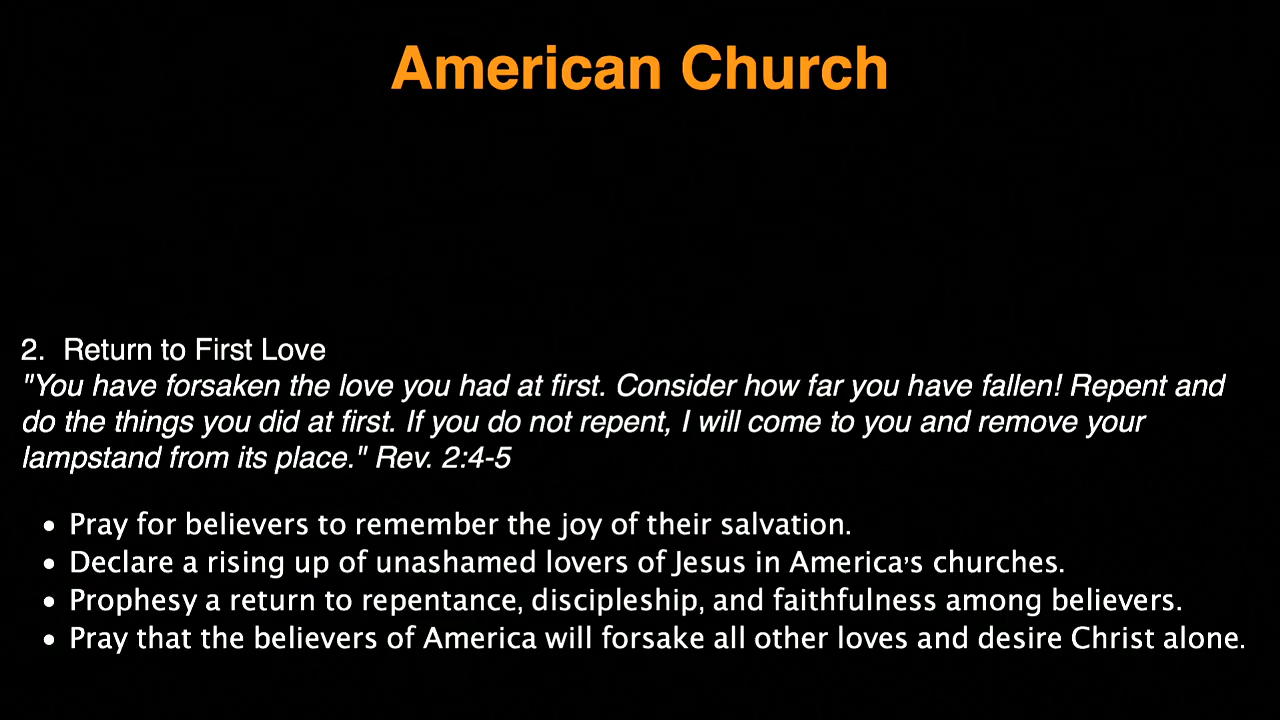 American Church
2. Return to First Love
"You have forsaken the love you had at first. Consider how far you have fallen! Repent and
do the things you did at first. If you do not repent, I will come to you and remove your
lampstand from its place." Rev. 2:4-5
• Pray for believers to remember the joy of their salvation.
• Declare a rising up of unashamed lovers of Jesus in America's churches.
• Prophesy a return to repentance, discipleship, and faithfulness among believers.
• Pray that the believers of America will forsake all other loves and desire Christ alone.